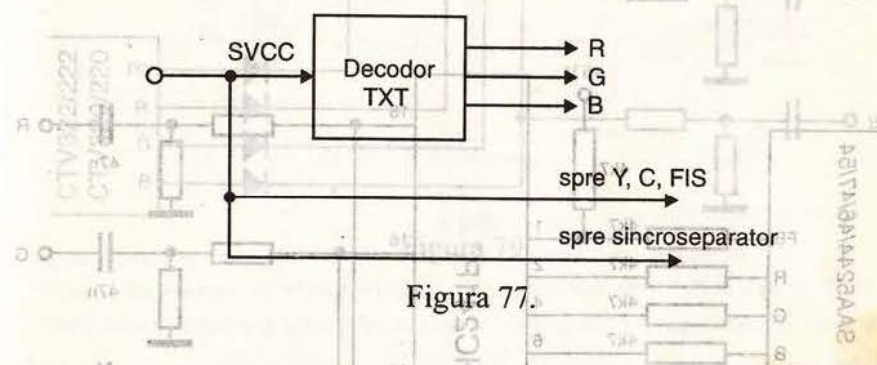 SVCC
Decodor
TXT
R
G
B
spre Y, C, FIS
spre sincroseparator
Figura 77.